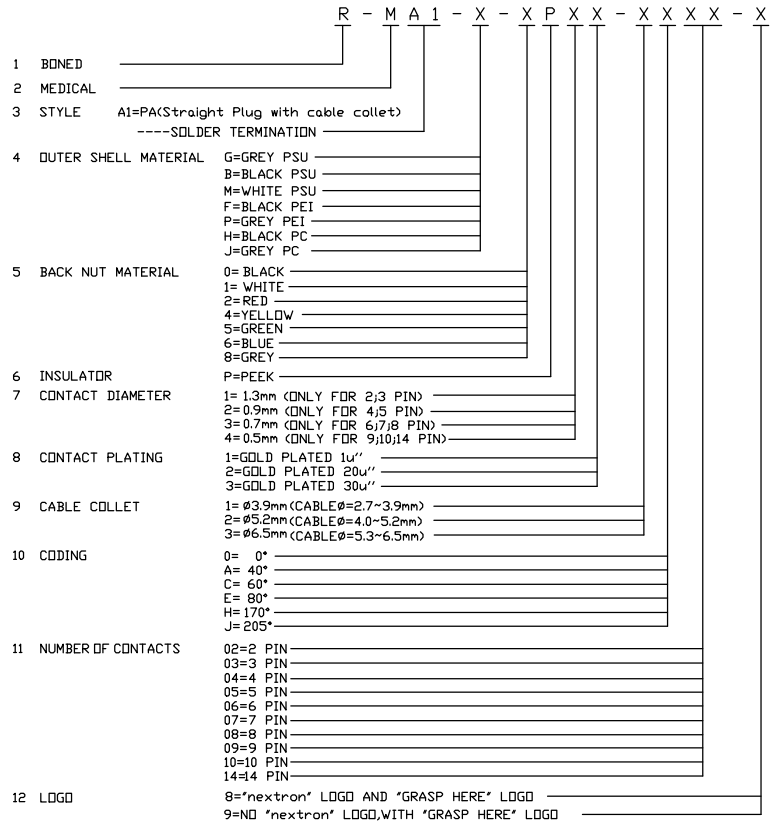 R - M A 1 - X - X P X X - X X X X - X
1 BONED
2 MEDICAL
3 STYLE A1=PA(Straight Plug with cable collet)
----SOLDER TERMINATION
4 OUTER SHELL MATERIAL G=GREY PSU
B=BLACK PSU
M=WHITE PSU
F=BLACK PEI
P=GREY PEI
H=BLACK PC
J=GREY PC
5 BACK NUT MATERIAL 0= BLACK
1= WHITE
2= RED
4=YELLOW
5=GREEN
6=BLUE
8=GREY
6 INSULATOR P=PEEK
7 CONTACT DIAMETER 1= 1.3mm (ONLY FOR 2;3 PIN)
2= 0.9mm (ONLY FOR 4;5 PIN)
3= 0.7mm (ONLY FOR 6;7;8 PIN)
4= 0.5mm (ONLY FOR 9;10;14 PIN)
8 CONTACT PLATING 1=GOLD PLATED 1u''
2=GOLD PLATED 20u''
3=GOLD PLATED 30u''
9 CABLE COLLET 1= ø3.9mm(CABLEø=2.7~3.9mm)
2= ø5.2mm(CABLEø=4.0~5.2mm)
3= ø6.5mm(CABLEø=5.3~6.5mm)
10 CODING 0= 0°
A= 40°
C= 60°
E= 80°
H= 170°
J= 205°
11 NUMBER OF CONTACTS 02=2 PIN
03=3 PIN
04=4 PIN
05=5 PIN
06=6 PIN
07=7 PIN
08=8 PIN
09=9 PIN
10=10 PIN
14=14 PIN
12 LOGO 8="nextron" LOGO AND "GRASP HERE" LOGO
9=NO "nextron" LOGO,WITH "GRASP HERE" LOGO